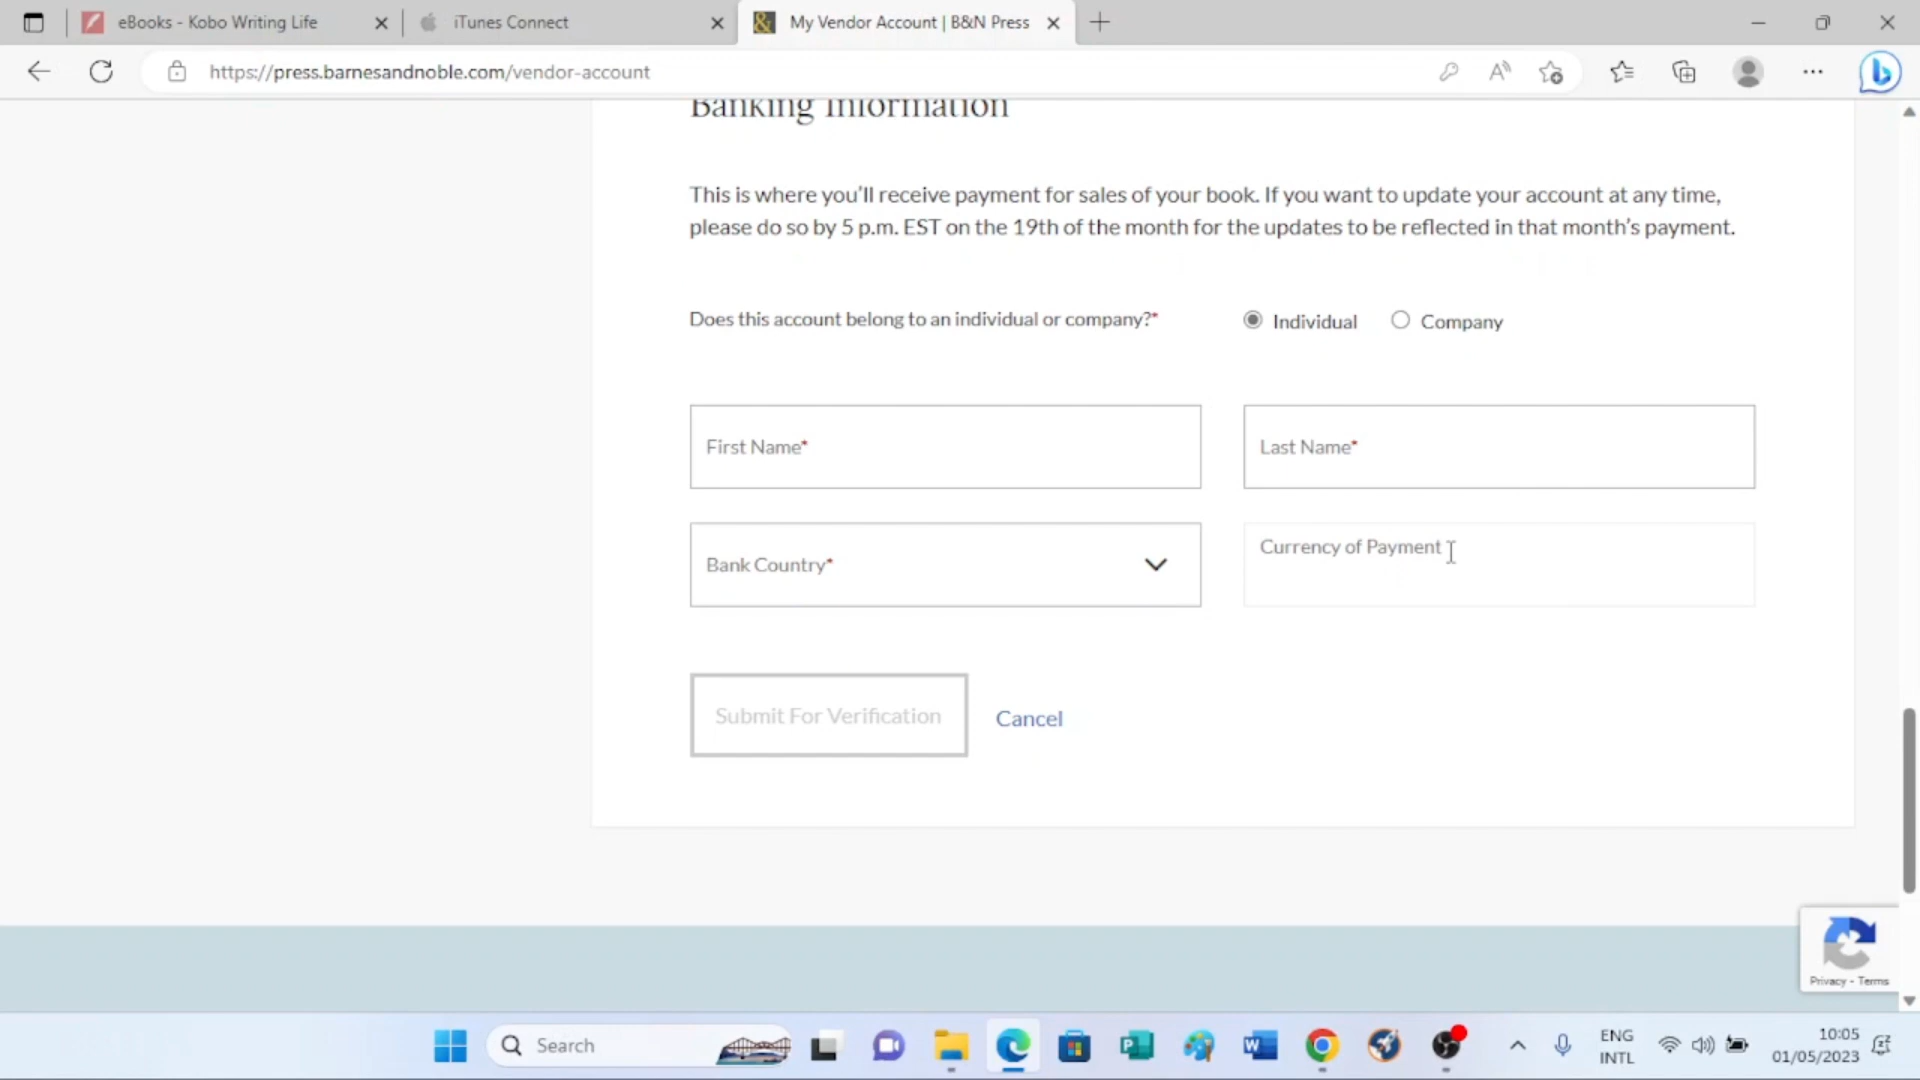 eBooks - Kobo Writing Life
iTunes Connect
My Vendor Account | B&N Press
https://press.barnesandnoble.com/vendor-account
Banking Information
This is where you'll receive payment for sales of your book. If you want to update your account at any time,
please do so by 5 p.m. EST on the 19th of the month for the updates to be reflected in that month's payment.
Does this account belong to an individual or company?*
Individual
Company
First Name*
Last Name*
Bank Country*
Currency of Payment
Submit For Verification
Cancel
Privacy - Terms
Search
ENG
INTL
10:05
01/05/2023